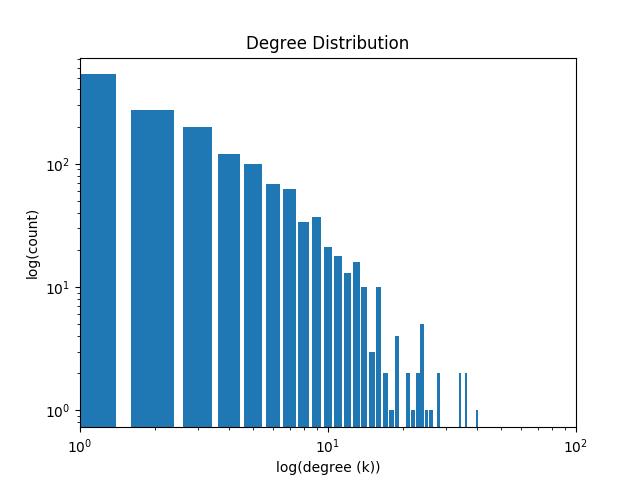 Degree Distribution
log(count)
10²
10¹
10⁰
10⁰ 10¹ 10²
log(degree (k))